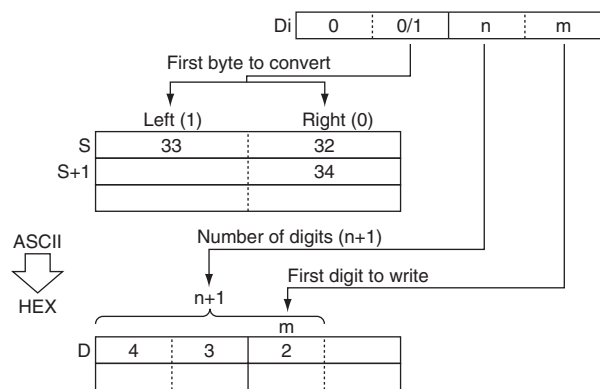 Di 0 0/1 n m
First byte to convert
Left (1) Right (0)
S 33 32
S+1 34
ASCII
HEX
Number of digits (n+1)
First digit to write
n+1
m
D 4 3 2